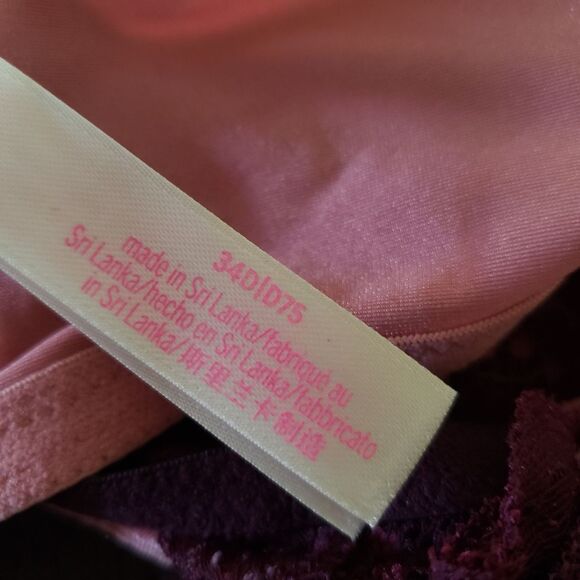 34D|D75
made in Sri Lanka/fabriqué au
Sri Lanka/hecho en Sri Lanka/fabbricato
in Sri Lanka/斯里兰卡制造